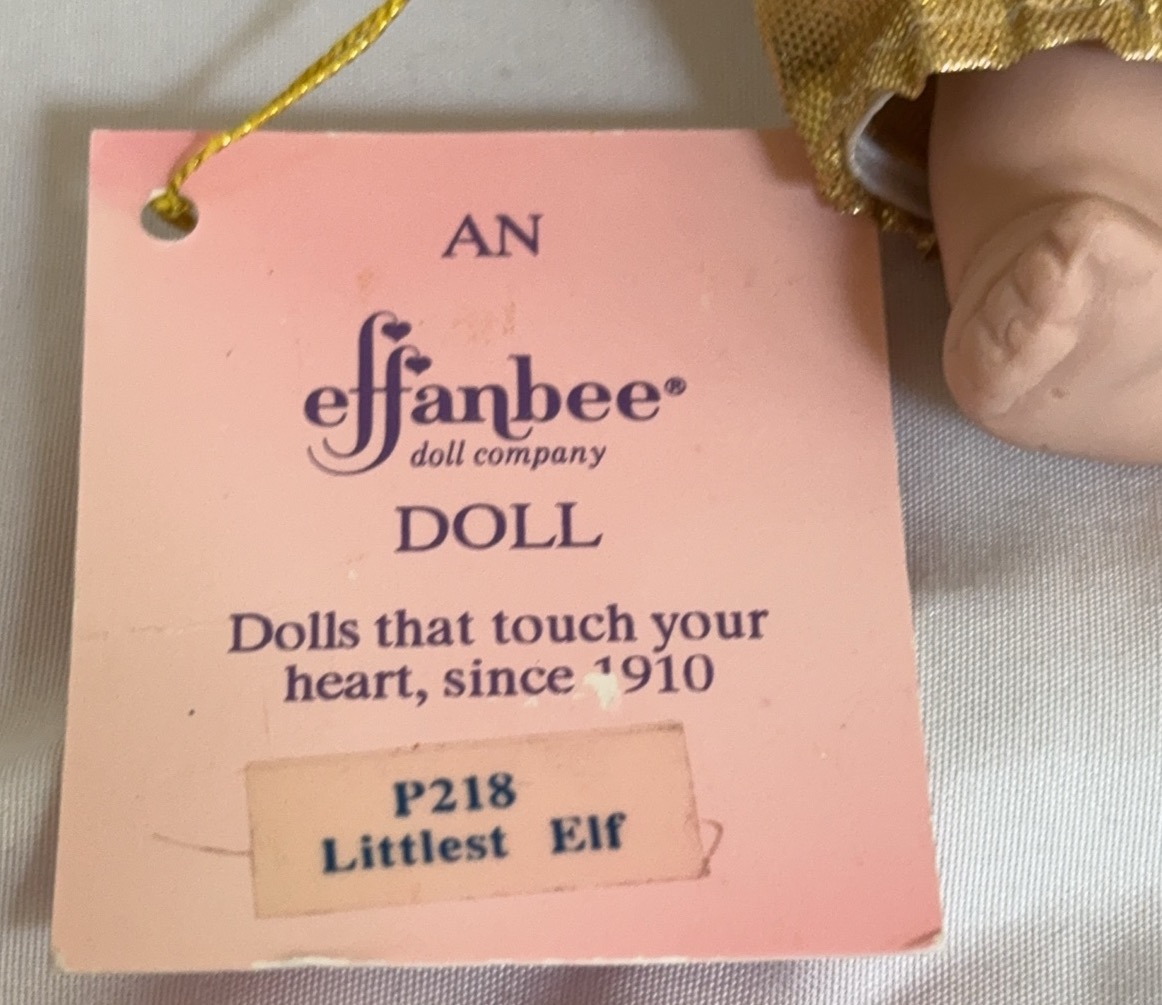 AN
effanbee®
doll company
DOLL
Dolls that touch your
heart, since 1910
P218
Littlest Elf